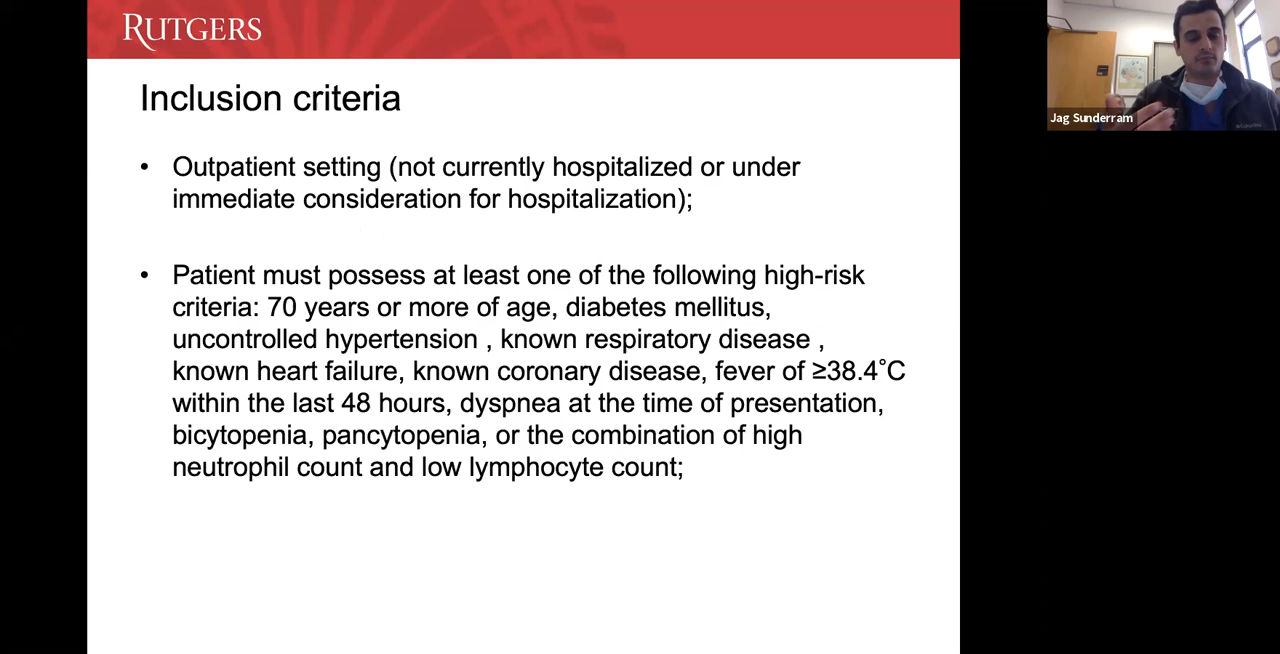 RUTGERS
Inclusion criteria
• Outpatient setting (not currently hospitalized or under
immediate consideration for hospitalization);
• Patient must possess at least one of the following high-risk
criteria: 70 years or more of age, diabetes mellitus,
uncontrolled hypertension , known respiratory disease ,
known heart failure, known coronary disease, fever of ≥38.4˚C
within the last 48 hours, dyspnea at the time of presentation,
bicytopenia, pancytopenia, or the combination of high
neutrophil count and low lymphocyte count;
Jag Sunderram